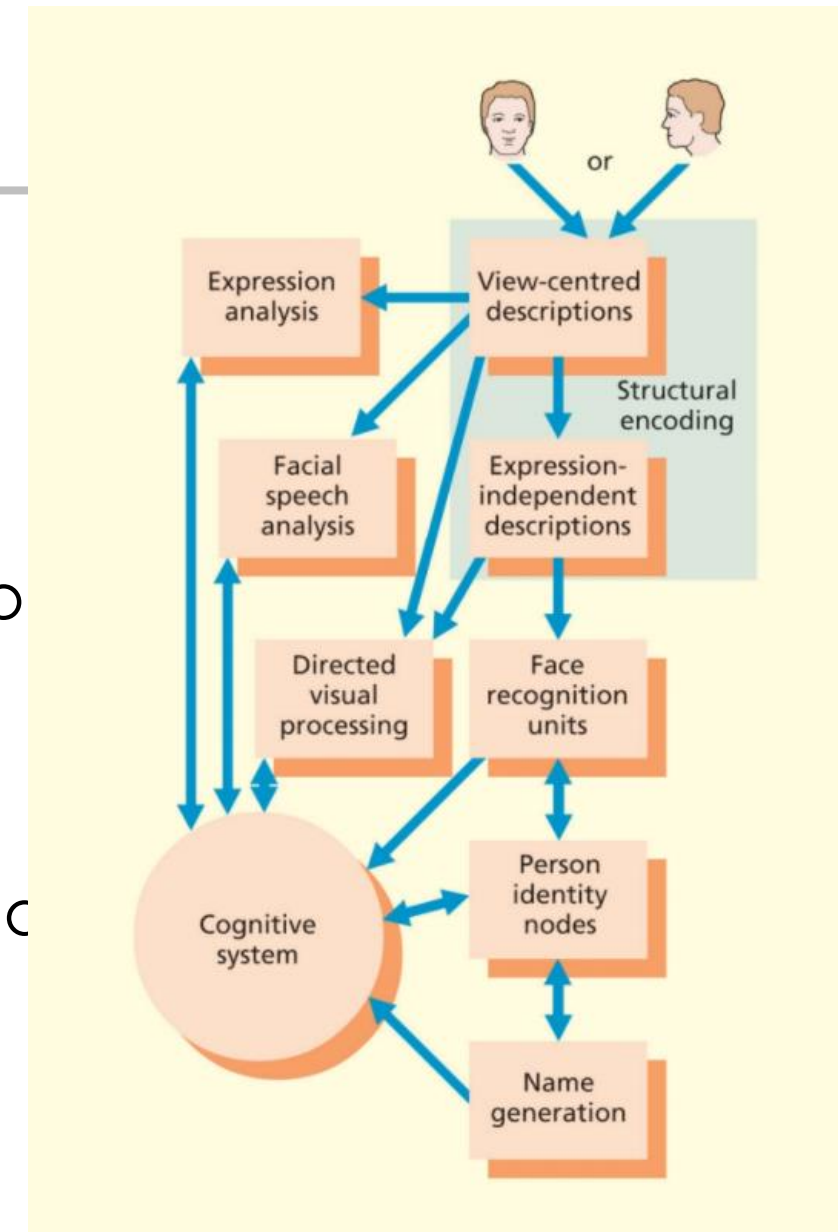 or
Expression
analysis
View-centred
descriptions
Structural
encoding
Facial
speech
analysis
Expression-
independent
descriptions
Directed
visual
processing
Face
recognition
units
Cognitive
system
Person
identity
nodes
Name
generation